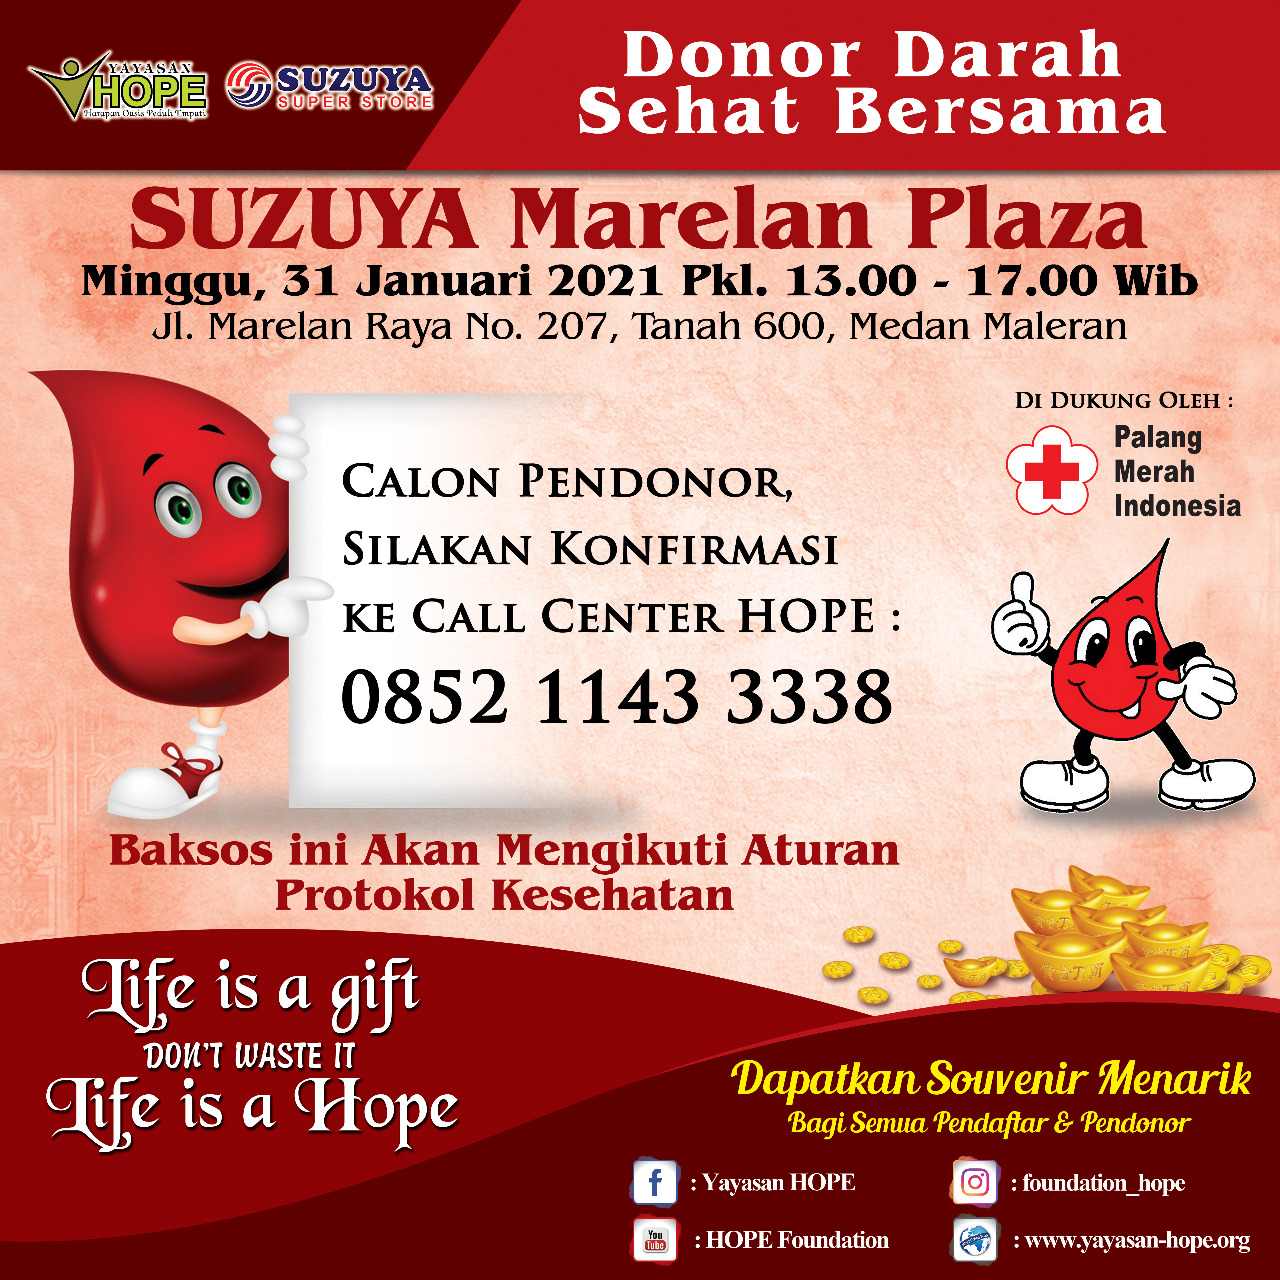 YAYASAN
HOPE
Harapan Oasis Peduli Empati
SUZUYA
SUPER STORE
Donor Darah
Sehat Bersama
SUZUYA Marelan Plaza
Minggu, 31 Januari 2021 Pkl. 13.00 - 17.00 Wib
Jl. Marelan Raya No. 207, Tanah 600, Medan Maleran
DI DUKUNG OLEH :
Palang
Merah
Indonesia
CALON PENDONOR,
SILAKAN KONFIRMASI
KE CALL CENTER HOPE :
0852 1143 3338
Baksos ini Akan Mengikuti Aturan
Protokol Kesehatan
Life is a gift
DON'T WASTE IT
Life is a Hope
Dapatkan Souvenir Menarik
Bagi Semua Pendaftar & Pendonor
: Yayasan HOPE
: foundation_hope
You
Tube
: HOPE Foundation
: www.yayasan-hope.org